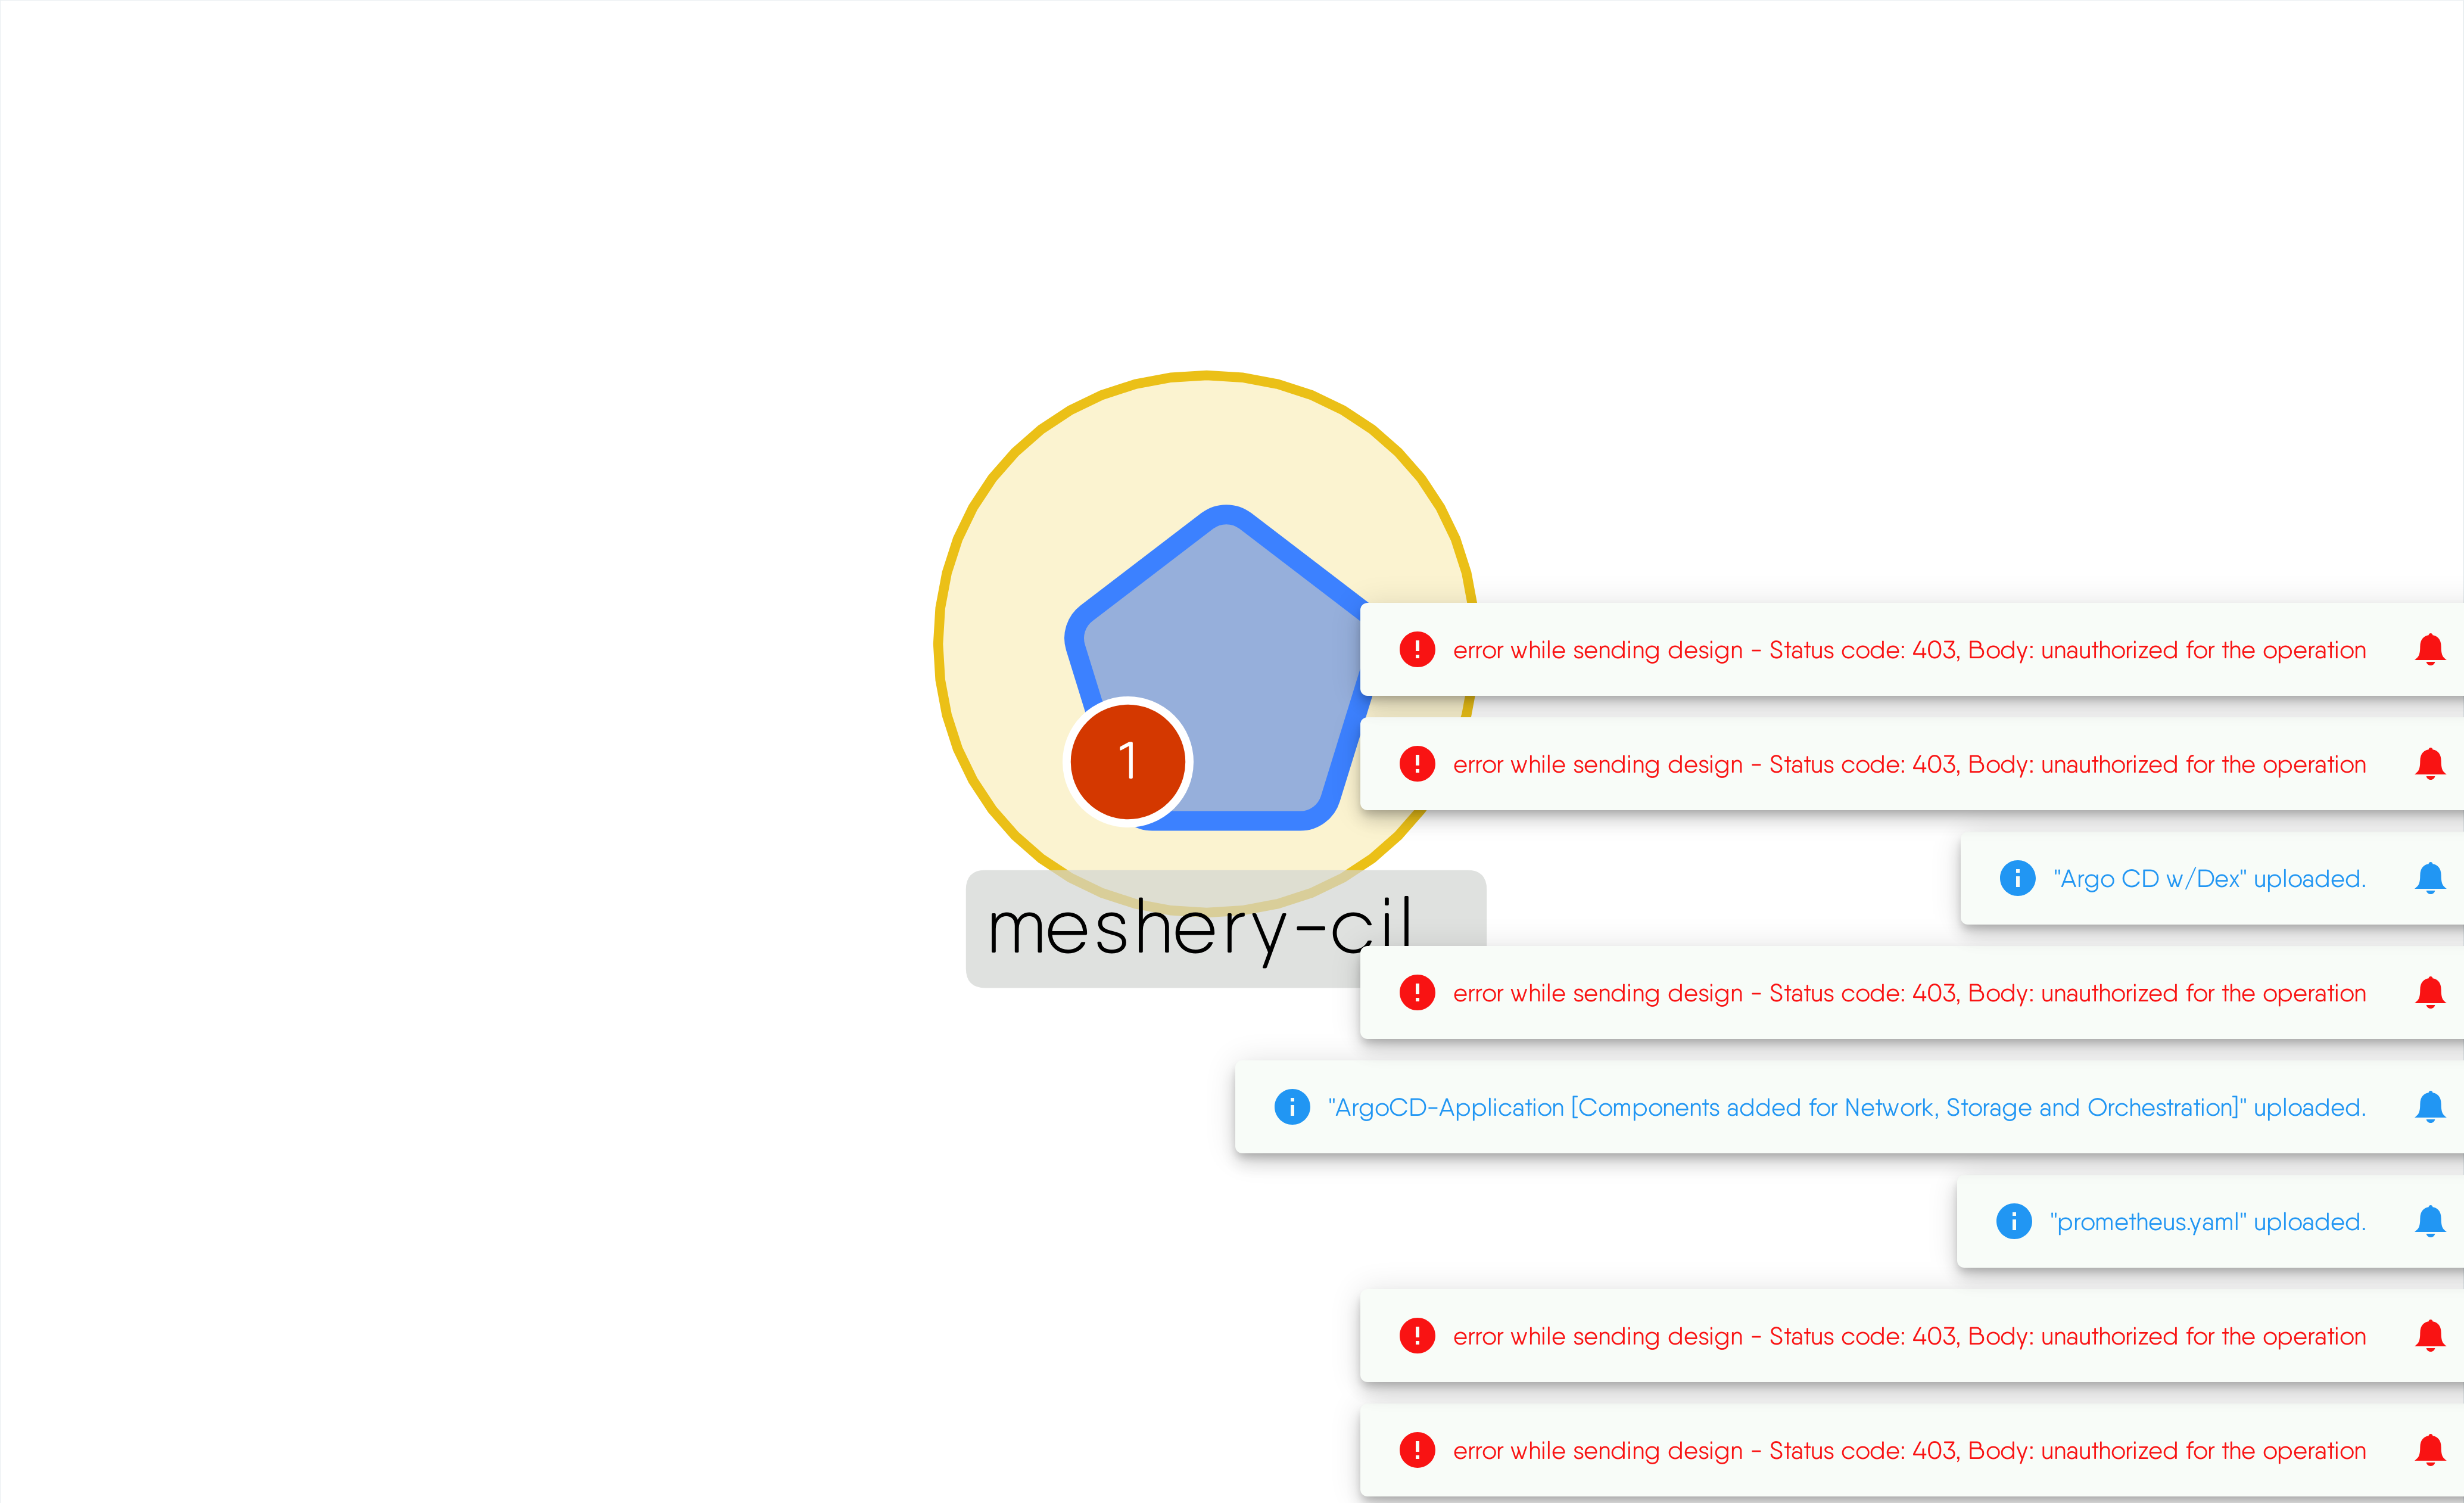 error while sending design - Status code: 403, Body: unauthorized for the operation
1
error while sending design - Status code: 403, Body: unauthorized for the operation
"Argo CD w/Dex" uploaded.
meshery-cil
error while sending design - Status code: 403, Body: unauthorized for the operation
"ArgoCD-Application [Components added for Network, Storage and Orchestration]" uploaded.
"prometheus.yaml" uploaded.
error while sending design - Status code: 403, Body: unauthorized for the operation
error while sending design - Status code: 403, Body: unauthorized for the operation